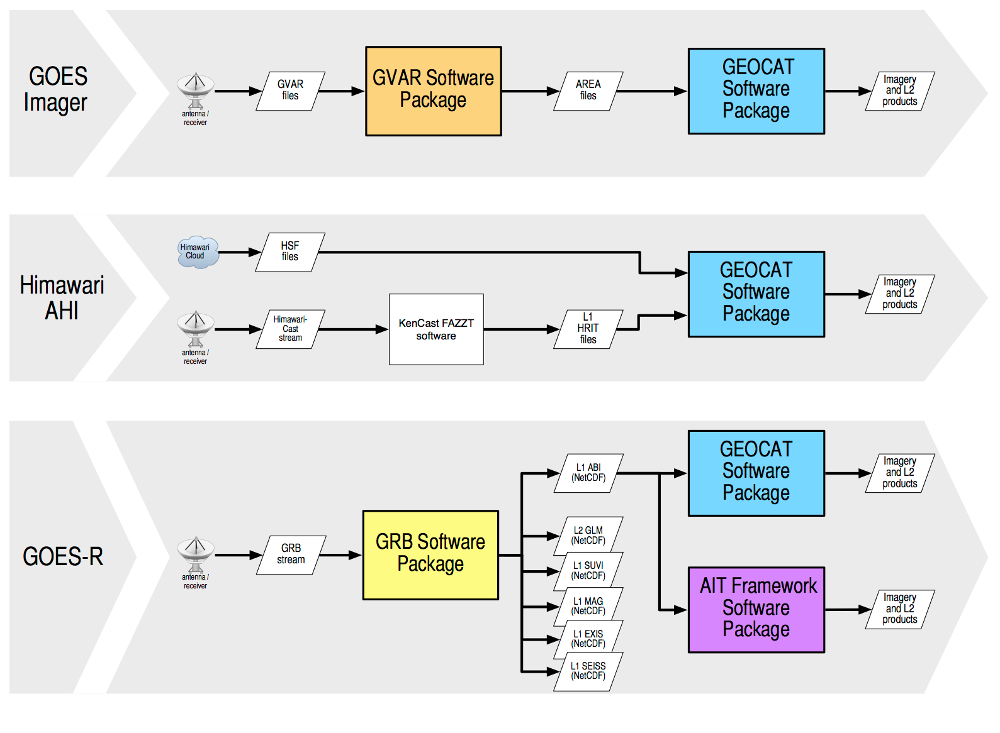 GOES
Imager
antenna /
receiver
GVAR
files
GVAR Software
Package
AREA
files
GEOCAT
Software
Package
Imagery
and L2
products
Himawari
AHI
Himawari
Cloud
HSF
files
antenna /
receiver
Himawari-
Cast
stream
KenCast FAZZT
software
L1
HRIT
files
GEOCAT
Software
Package
Imagery
and L2
products
GOES-R
antenna /
receiver
GRB
stream
GRB Software
Package
L1 ABI
(NetCDF)
L2 GLM
(NetCDF)
L1 SUVI
(NetCDF)
L1 MAG
(NetCDF)
L1 EXIS
(NetCDF)
L1 SEISS
(NetCDF)
GEOCAT
Software
Package
Imagery
and L2
products
AIT Framework
Software
Package
Imagery
and L2
products